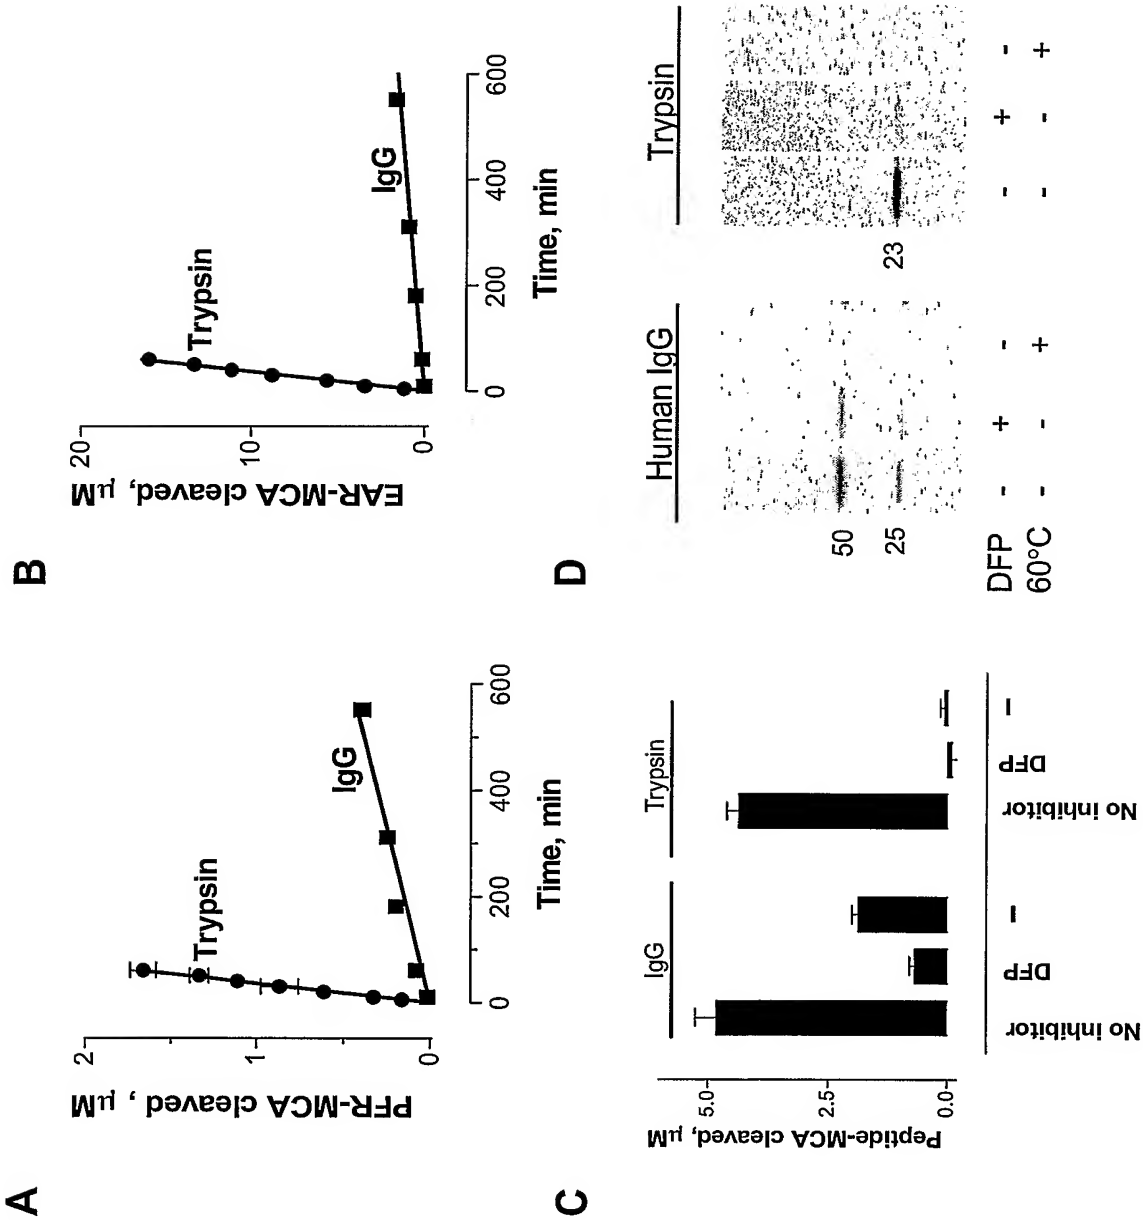 A
PFR-MCA cleaved , μM
2
1
0
Trypsin
IgG
0
200
400
600
Time, min
B
EAR-MCA cleaved, μM
20
10
0
Trypsin
IgG
0
200
400
600
Time, min
C
Peptide-MCA cleaved, μM
5.0
2.5
0.0
IgG
Trypsin
No inhibitor
DFP
I
No inhibitor
DFP
I
D
Human IgG
Trypsin
50
25
23
DFP - + - - + -
60°C - - + - - +